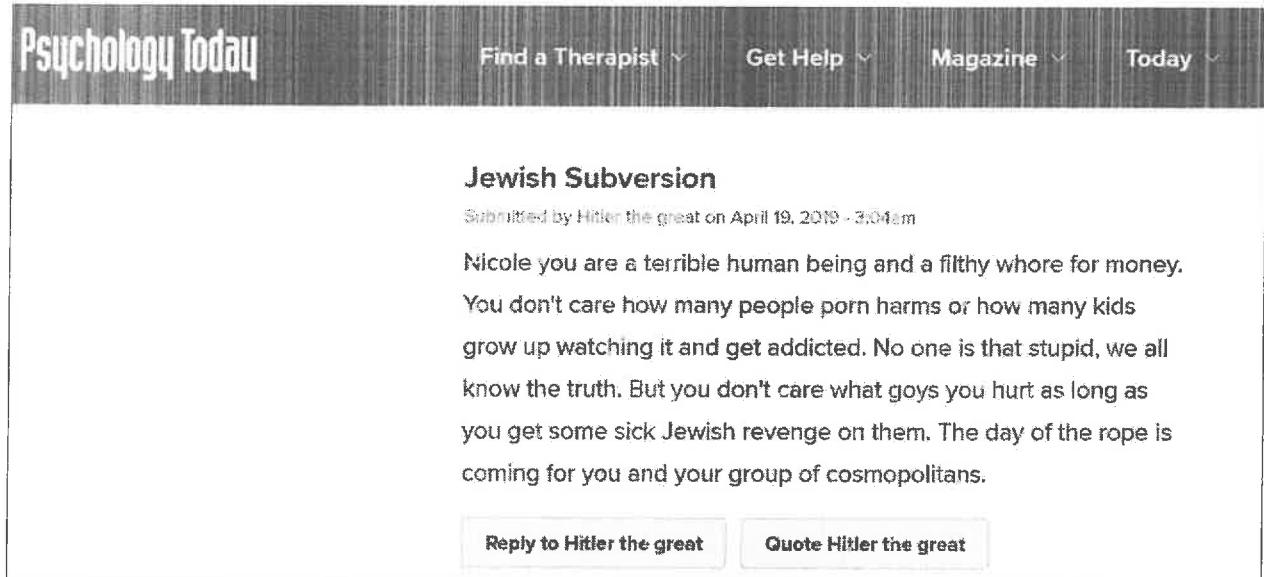 Psychology Today
Find a Therapist
Get Help
Magazine
Today
Jewish Subversion
Submitted by Hitler the great on April 19, 2019 - 3:04am
Nicole you are a terrible human being and a filthy whore for money.
You don't care how many people porn harms or how many kids
grow up watching it and get addicted. No one is that stupid, we all
know the truth. But you don't care what goys you hurt as long as
you get some sick Jewish revenge on them. The day of the rope is
coming for you and your group of cosmopolitans.
Reply to Hitler the great
Quote Hitler the great